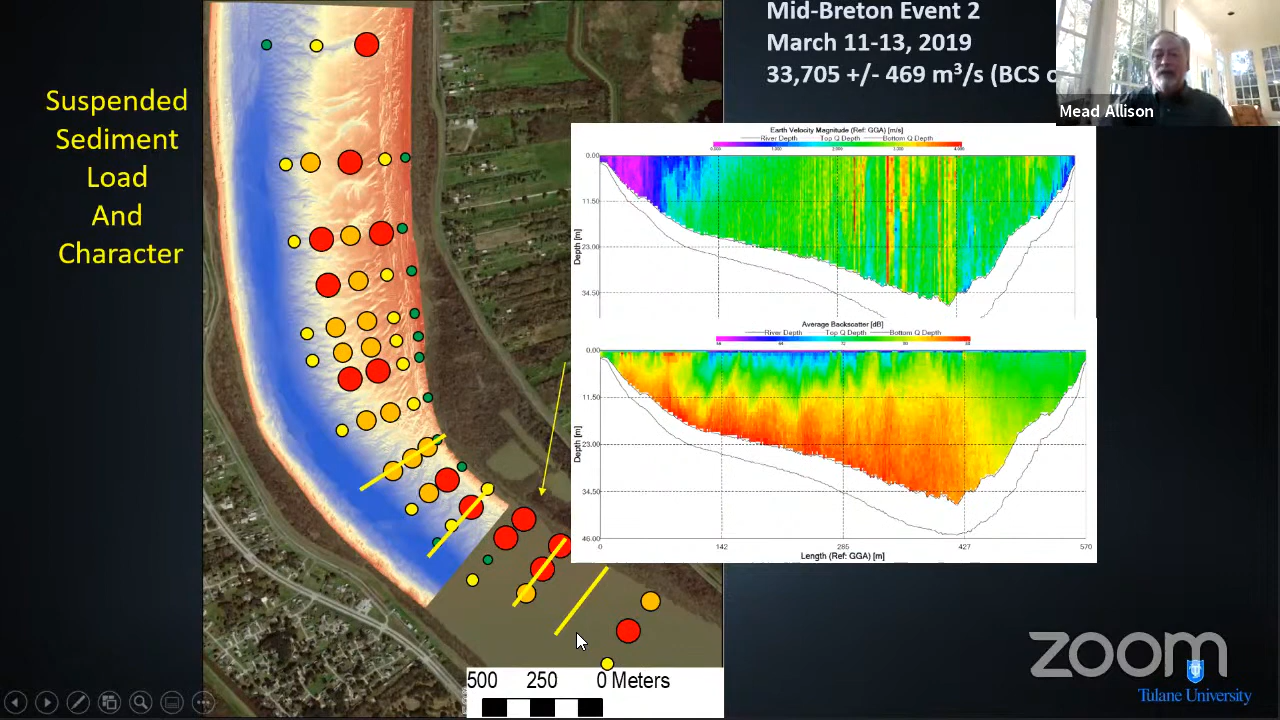 Suspended
Sediment
Load
And
Character
Mid-Breton Event 2
March 11-13, 2019
33,705 +/- 469 m³/s (BCS o
Mead Allison
Earth Velocity Magnitude (Ref: GGA) [m/s]
River Depth Top Q Depth Bottom Q Depth
0.00
11.50
23.00
34.50
Depth [m]
Average Backscatter [dB]
River Depth Top Q Depth Bottom Q Depth
0.00
11.50
23.00
34.50
46.00
Depth [m]
0 142 285 427 570
Length (Ref: GGA) [m]
500 250 0 Meters
zoom
Tulane University